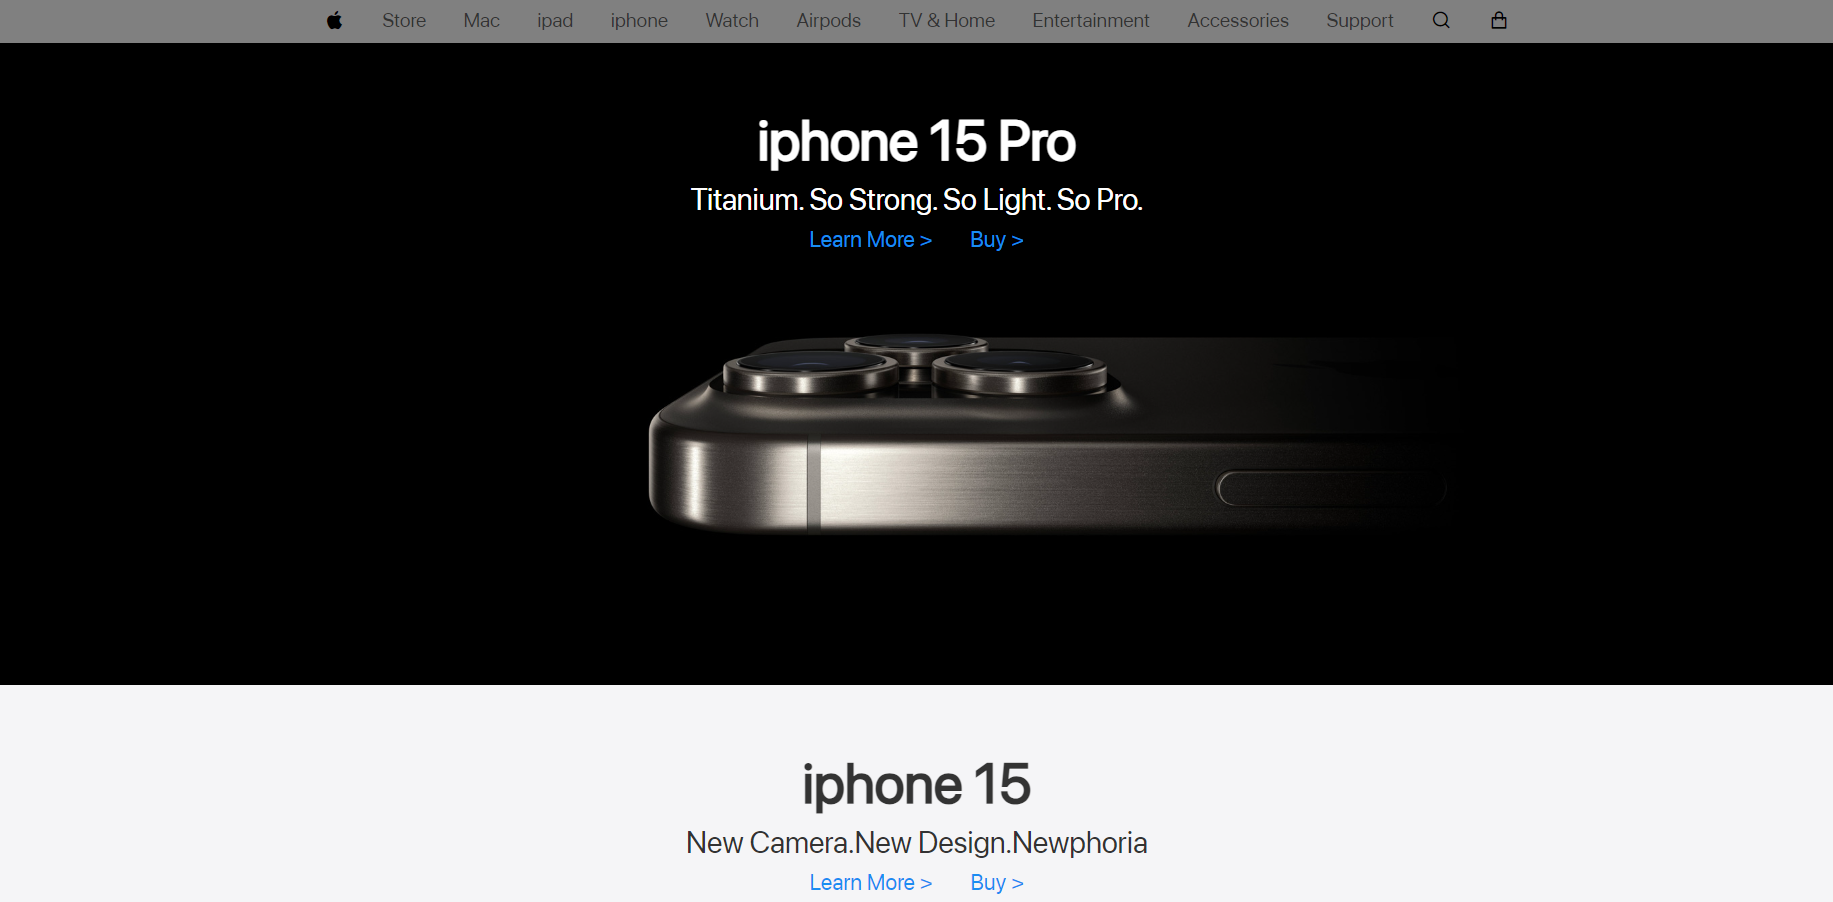 Store Mac ipad iphone Watch Airpods TV & Home Entertainment Accessories Support
iphone 15 Pro
Titanium. So Strong. So Light. So Pro.
Learn More > Buy >
iphone 15
New Camera.New Design.Newphoria
Learn More > Buy >